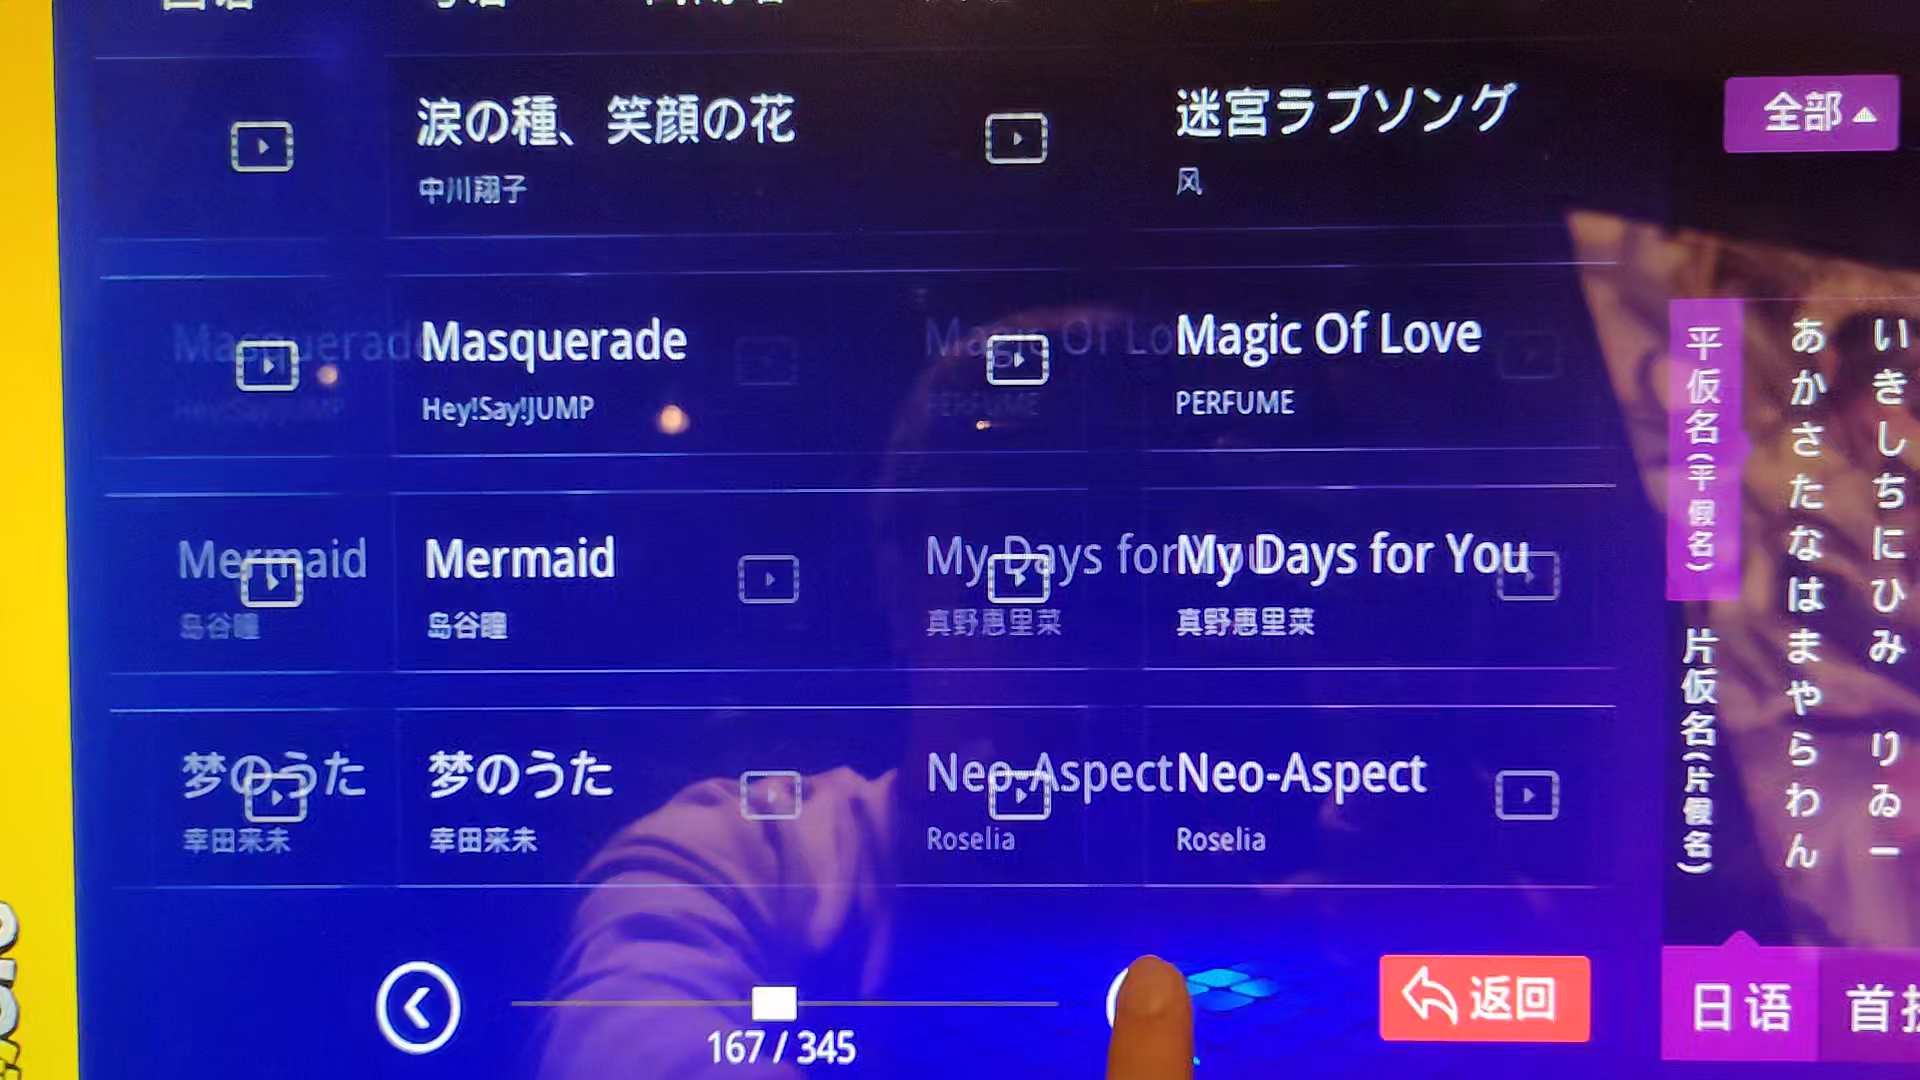 涙の種、笑顔の花
中川翔子
迷宮ラブソング
风
全部
Masquerade
Hey!Say!JUMP
Magic Of Love
PERFUME
Mermaid
岛谷瞳
My Days for You
真野恵里菜
梦のうた
幸田来未
Neo-Aspect
Roselia
平仮名(平假名)
片仮名(片假名)
あかさたなはまやらわん
いきしちにひみ りゐー
167 / 345
返回
日语
首